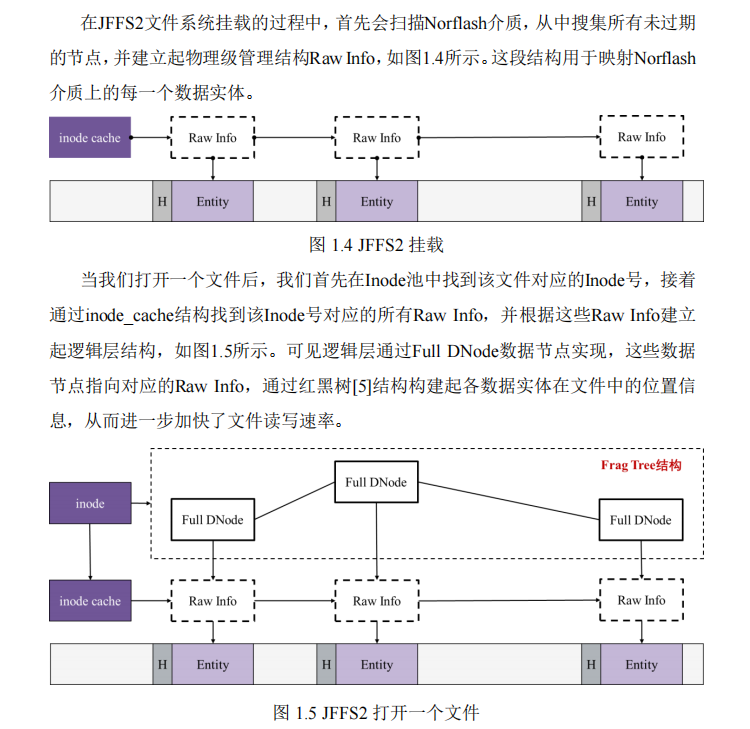 在JFFS2文件系统挂载的过程中，首先会扫描Norflash介质，从中搜集所有未过期
的节点，并建立起物理级管理结构Raw Info，如图1.4所示。这段结构用于映射Norflash
介质上的每一个数据实体。
inode cache Raw Info Raw Info Raw Info
H Entity H Entity H Entity
图 1.4 JFFS2 挂载
当我们打开一个文件后，我们首先在Inode池中找到该文件对应的Inode号，接着
通过inode_cache结构找到该Inode号对应的所有Raw Info，并根据这些Raw Info建立
起逻辑层结构，如图1.5所示。可见逻辑层通过Full DNode数据节点实现，这些数据
节点指向对应的Raw Info，通过红黑树[5]结构构建起各数据实体在文件中的位置信
息，从而进一步加快了文件读写速率。
Frag Tree结构
Full DNode
inode
Full DNode Full DNode
inode cache Raw Info Raw Info Raw Info
H Entity H Entity H Entity
图 1.5 JFFS2 打开一个文件